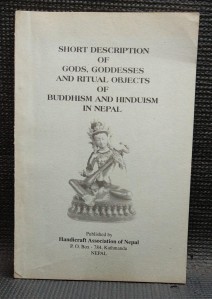 SHORT DESCRIPTION
OF
GODS, GODDESSES
AND RITUAL OBJECTS
OF
BUDDHISM AND HINDUISM
IN NEPAL
Published by
Handicraft Association of Nepal
P. O. Box - 784, Kathmandu
NEPAL